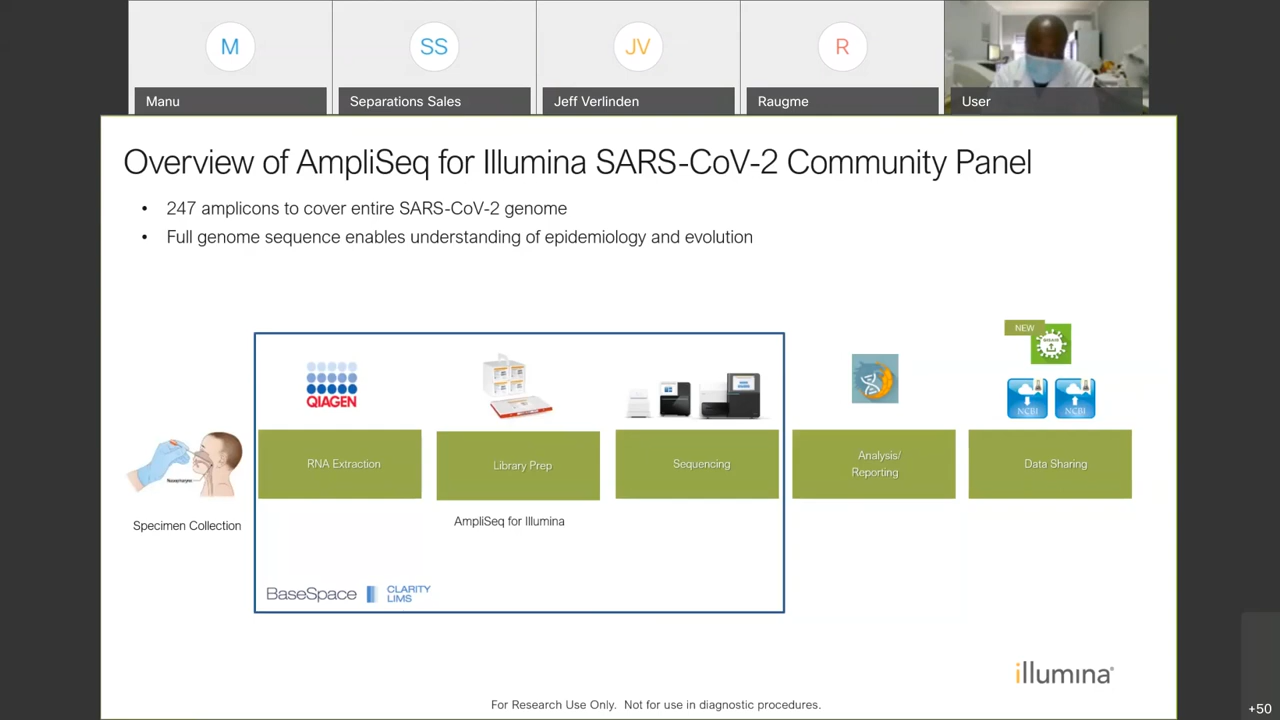 M
SS
JV
R
Manu
Separations Sales
Jeff Verlinden
Raugme
User
Overview of AmpliSeq for Illumina SARS-CoV-2 Community Panel
• 247 amplicons to cover entire SARS-CoV-2 genome
• Full genome sequence enables understanding of epidemiology and evolution
NEW
QIAGEN
NCBI
NCBI
RNA Extraction
Library Prep
Sequencing
Analysis/
Reporting
Data Sharing
Specimen Collection
AmpliSeq for Illumina
BaseSpace
CLARITY
LIMS
illumina®
For Research Use Only. Not for use in diagnostic procedures.
+50